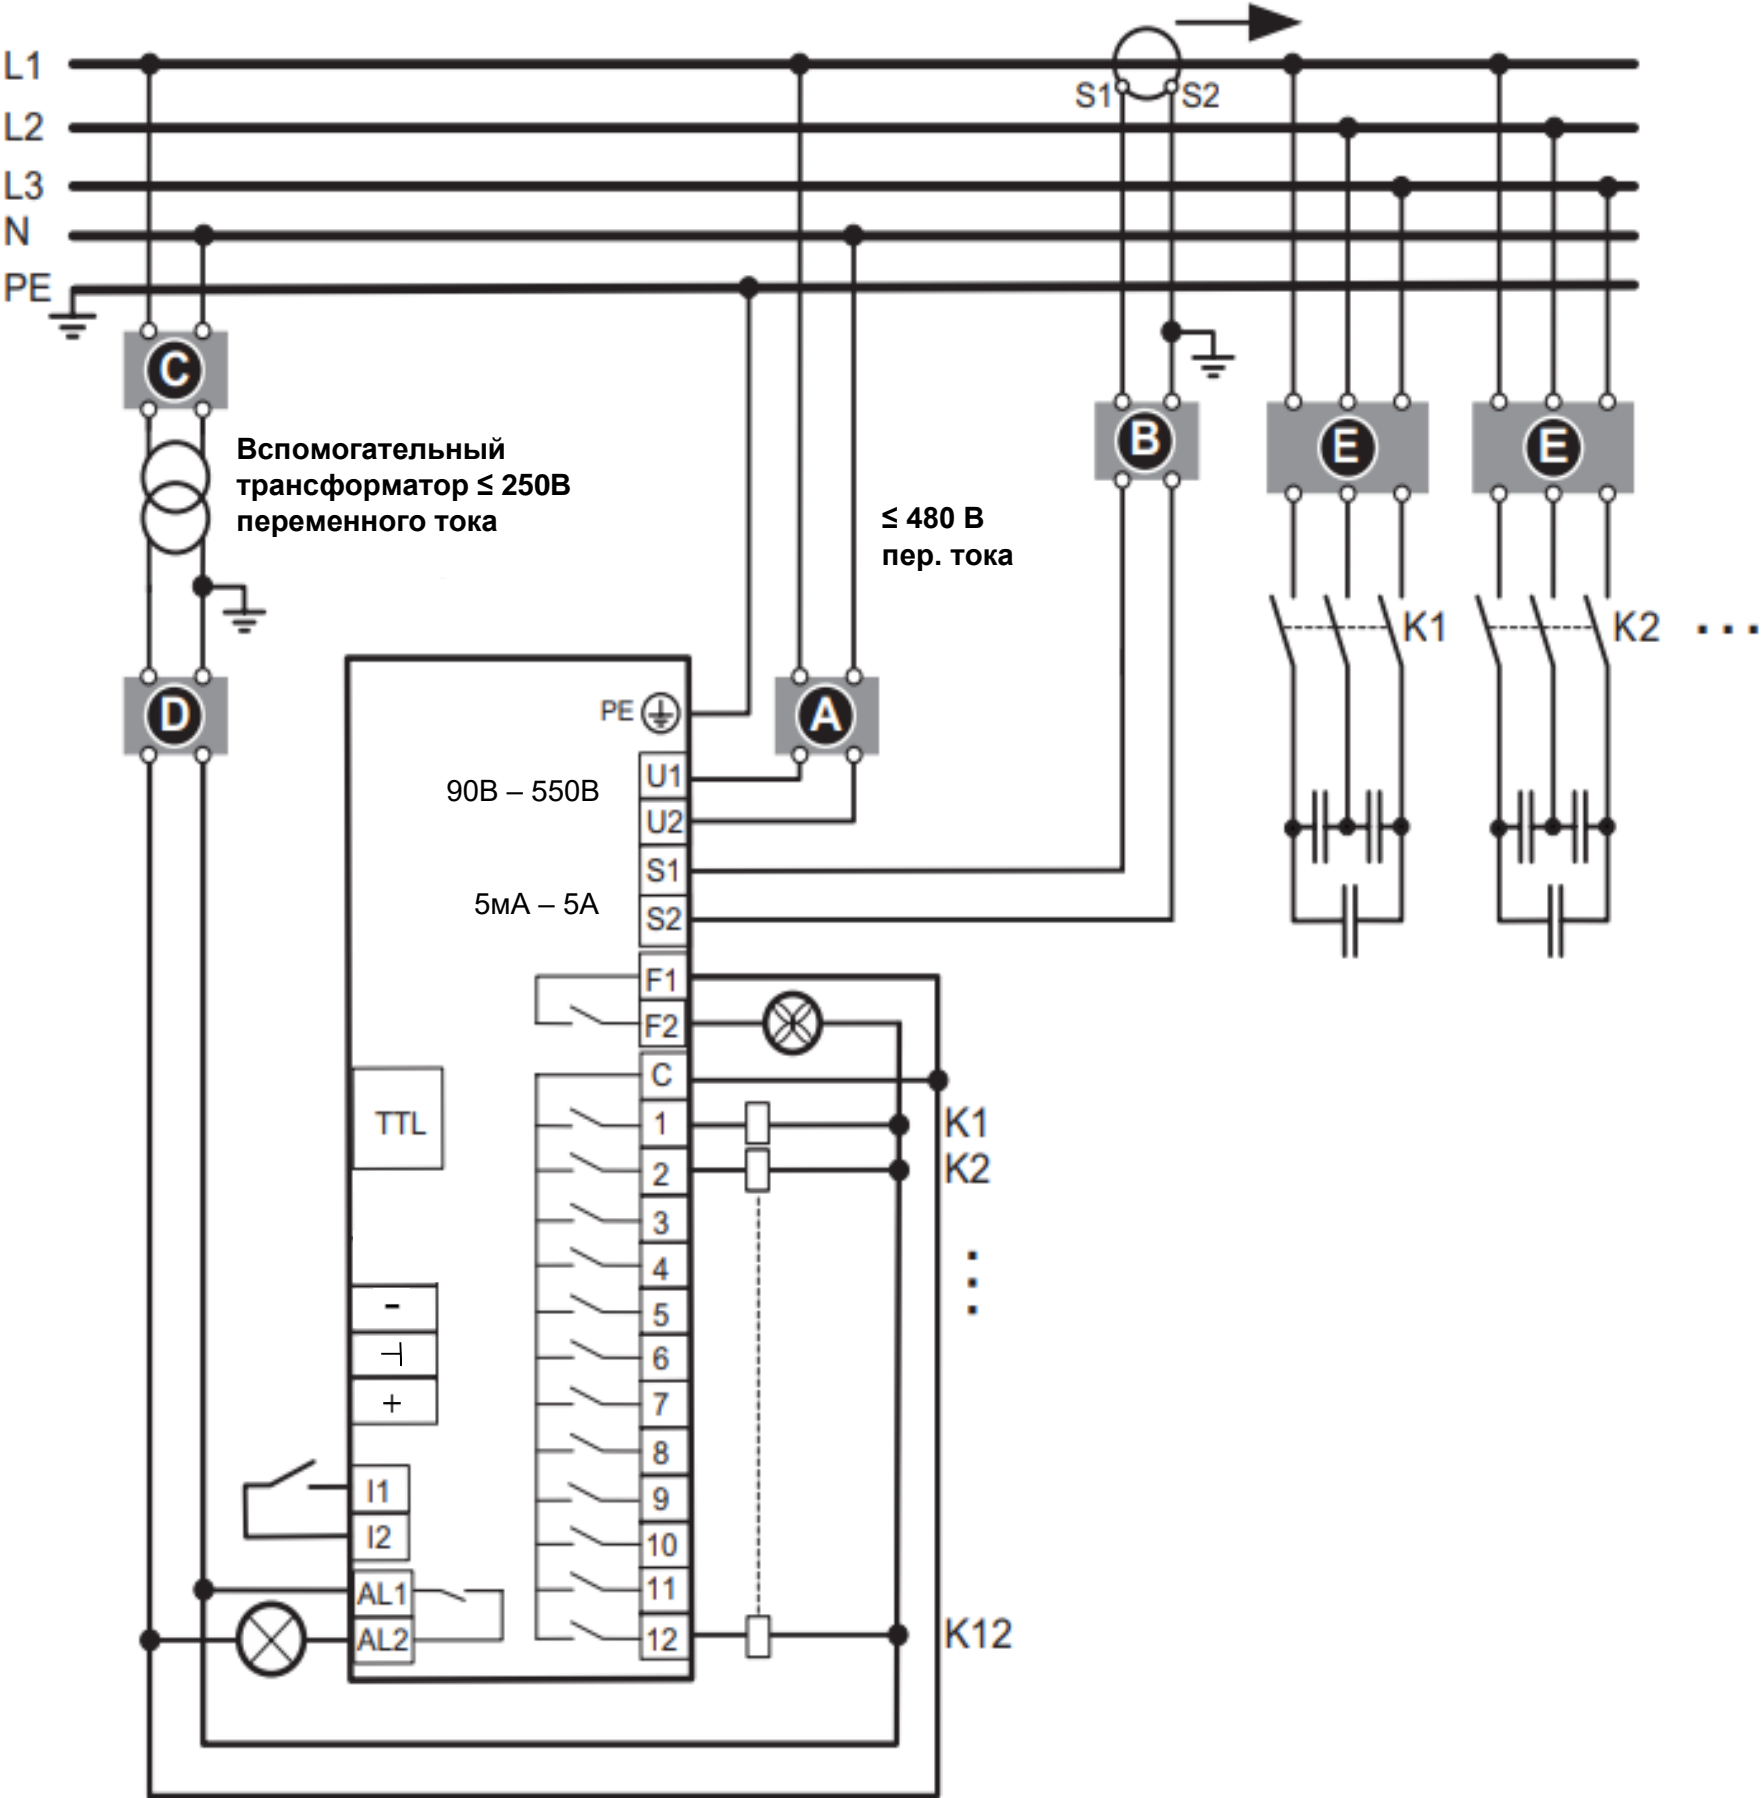 L1
S1
S2
L2
L3
N
PE
C
B
E
E
Вспомогательный
трансформатор ≤ 250В
переменного тока
≤ 480 В
пер. тока
K1
K2 ...
D
A
PE
90В – 550В
U1
U2
S1
5мА – 5А
S2
F1
F2
C
TTL
1
K1
2
K2
3
4
-
5
6
+
7
8
I1
9
I2
10
AL1
11
AL2
12
K12